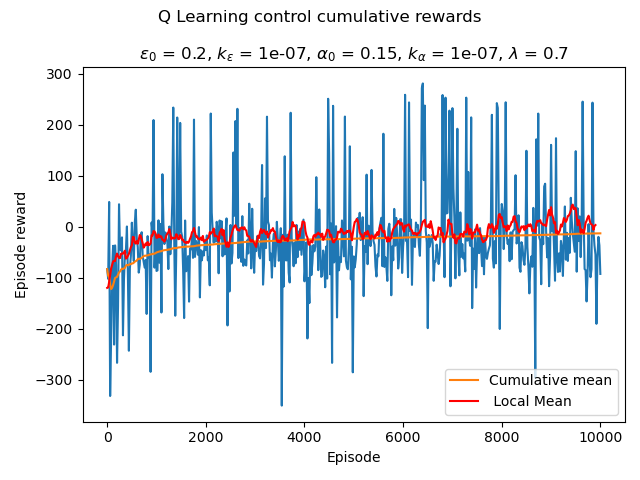 Q Learning control cumulative rewards
ε₀ = 0.2, kε = 1e-07, α₀ = 0.15, kα = 1e-07, λ = 0.7
300
200
100
0
−100
−200
−300
Episode reward
0
2000
4000
6000
8000
10000
Episode
Cumulative mean
Local Mean